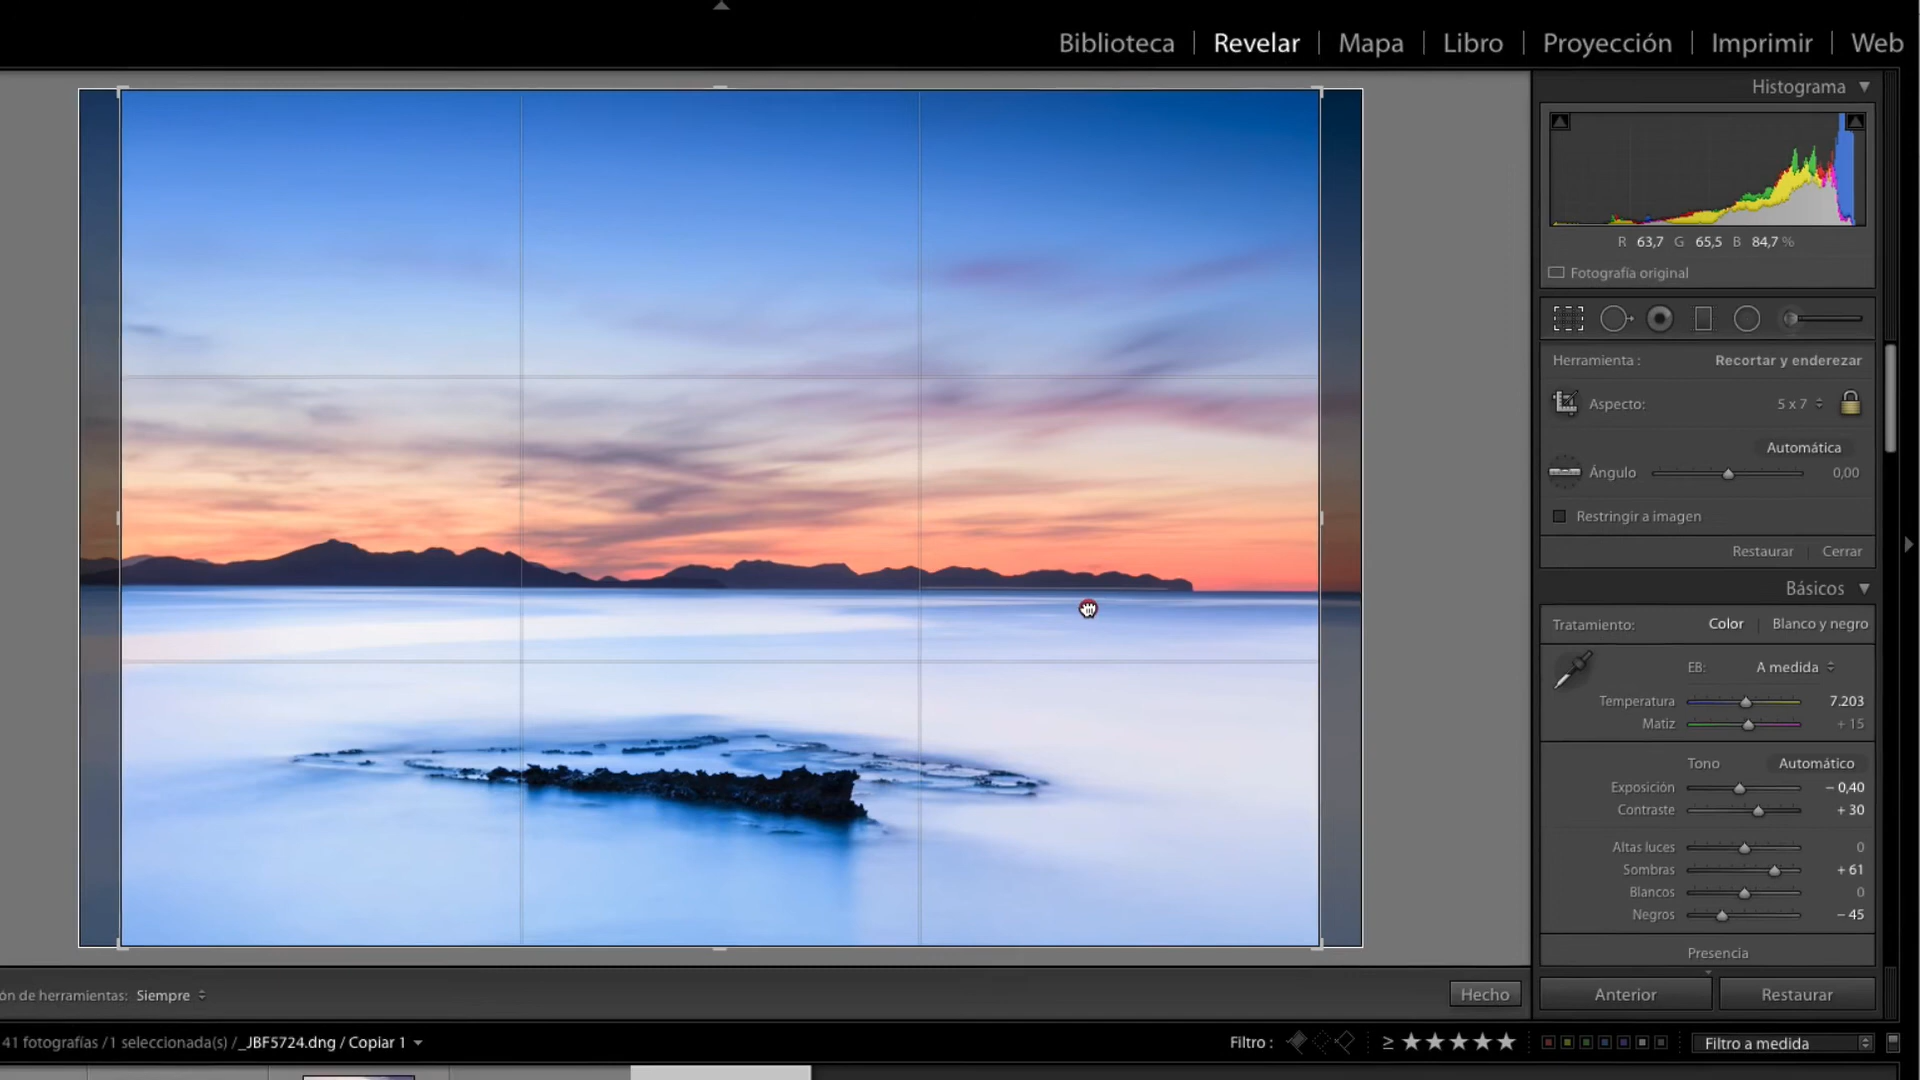 Biblioteca | Revelar | Mapa | Libro | Proyección | Imprimir | Web
Histograma
R 63,7 G 65,5 B 84,7 %
Fotografía original
Herramienta : Recortar y enderezar
Aspecto: 5 x 7
Automática
Ángulo 0,00
Restringir a imagen
Restaurar | Cerrar
Básicos
Tratamiento: Color | Blanco y negro
EB: A medida
Temperatura 7.203
Matiz + 15
Tono Automático
Exposición – 0,40
Contraste + 30
Altas luces 0
Sombras + 61
Blancos 0
Negros – 45
Presencia
ón de herramientas: Siempre
Hecho
Anterior
Restaurar
41 fotografías /1 seleccionada(s) /_JBF5724.dng / Copiar 1
Filtro : ≥ ★★★★★
Filtro a medida